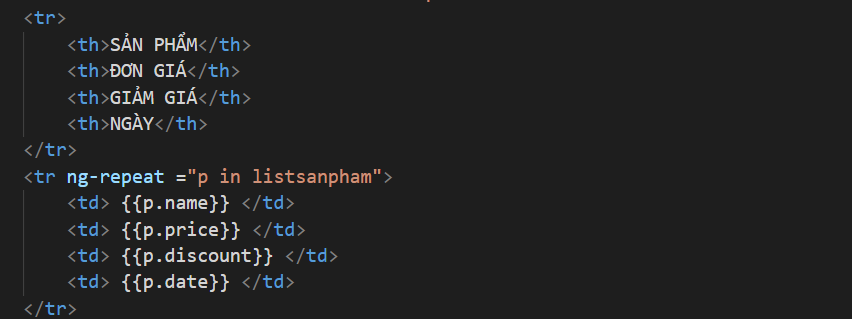 <tr>
<th>SẢN PHẨM</th>
<th>ĐƠN GIÁ</th>
<th>GIẢM GIÁ</th>
<th>NGÀY</th>
</tr>
<tr ng-repeat ="p in listsanpham">
<td> {{p.name}} </td>
<td> {{p.price}} </td>
<td> {{p.discount}} </td>
<td> {{p.date}} </td>
</tr>